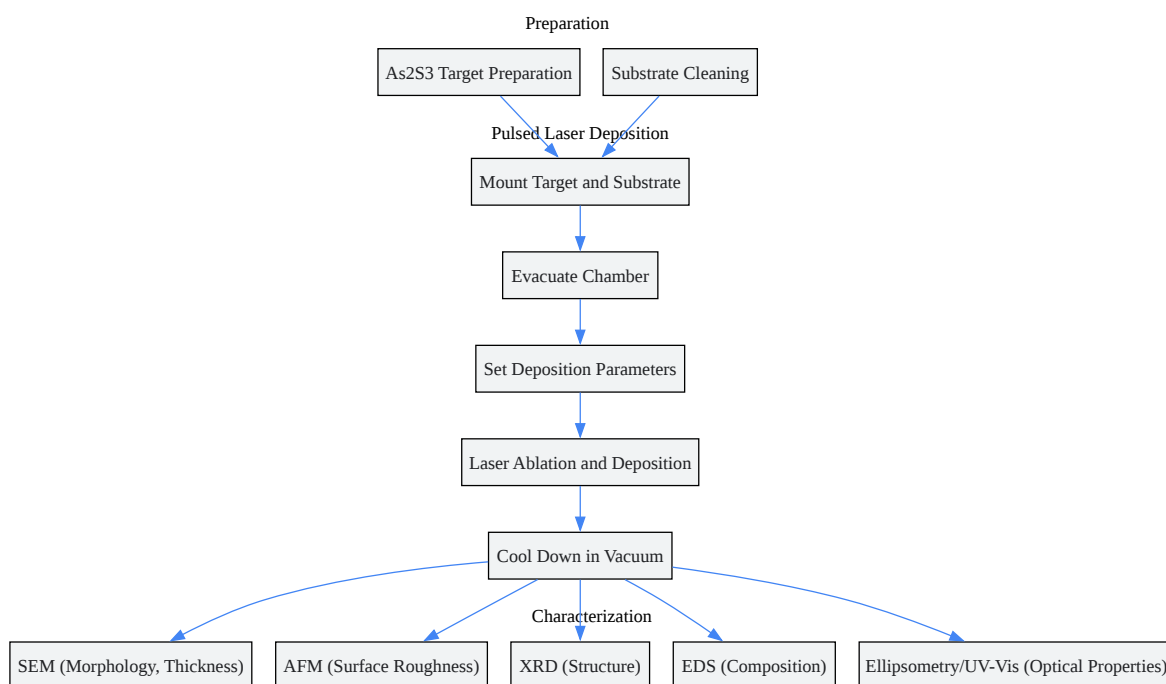 Preparation
As2S3 Target Preparation
Substrate Cleaning
Pulsed Laser Deposition
Mount Target and Substrate
Evacuate Chamber
Set Deposition Parameters
Laser Ablation and Deposition
Cool Down in Vacuum
Characterization
SEM (Morphology, Thickness)
AFM (Surface Roughness)
XRD (Structure)
EDS (Composition)
Ellipsometry/UV-Vis (Optical Properties)